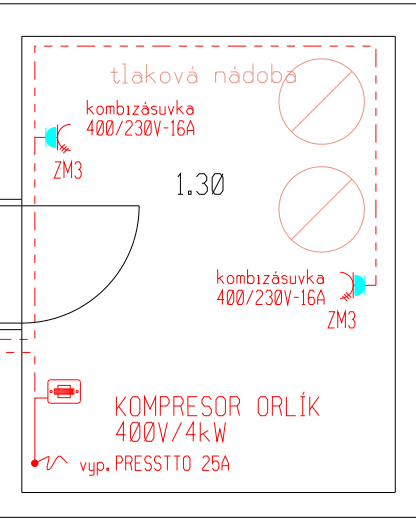 tlaková nádoba
kombizásuvka
400/230V-16A
ZM3
1.30
kombizásuvka
400/230V-16A
ZM3
KOMPRESOR ORLÍK
400V/4kW
vyp. PRESSTTO 25A